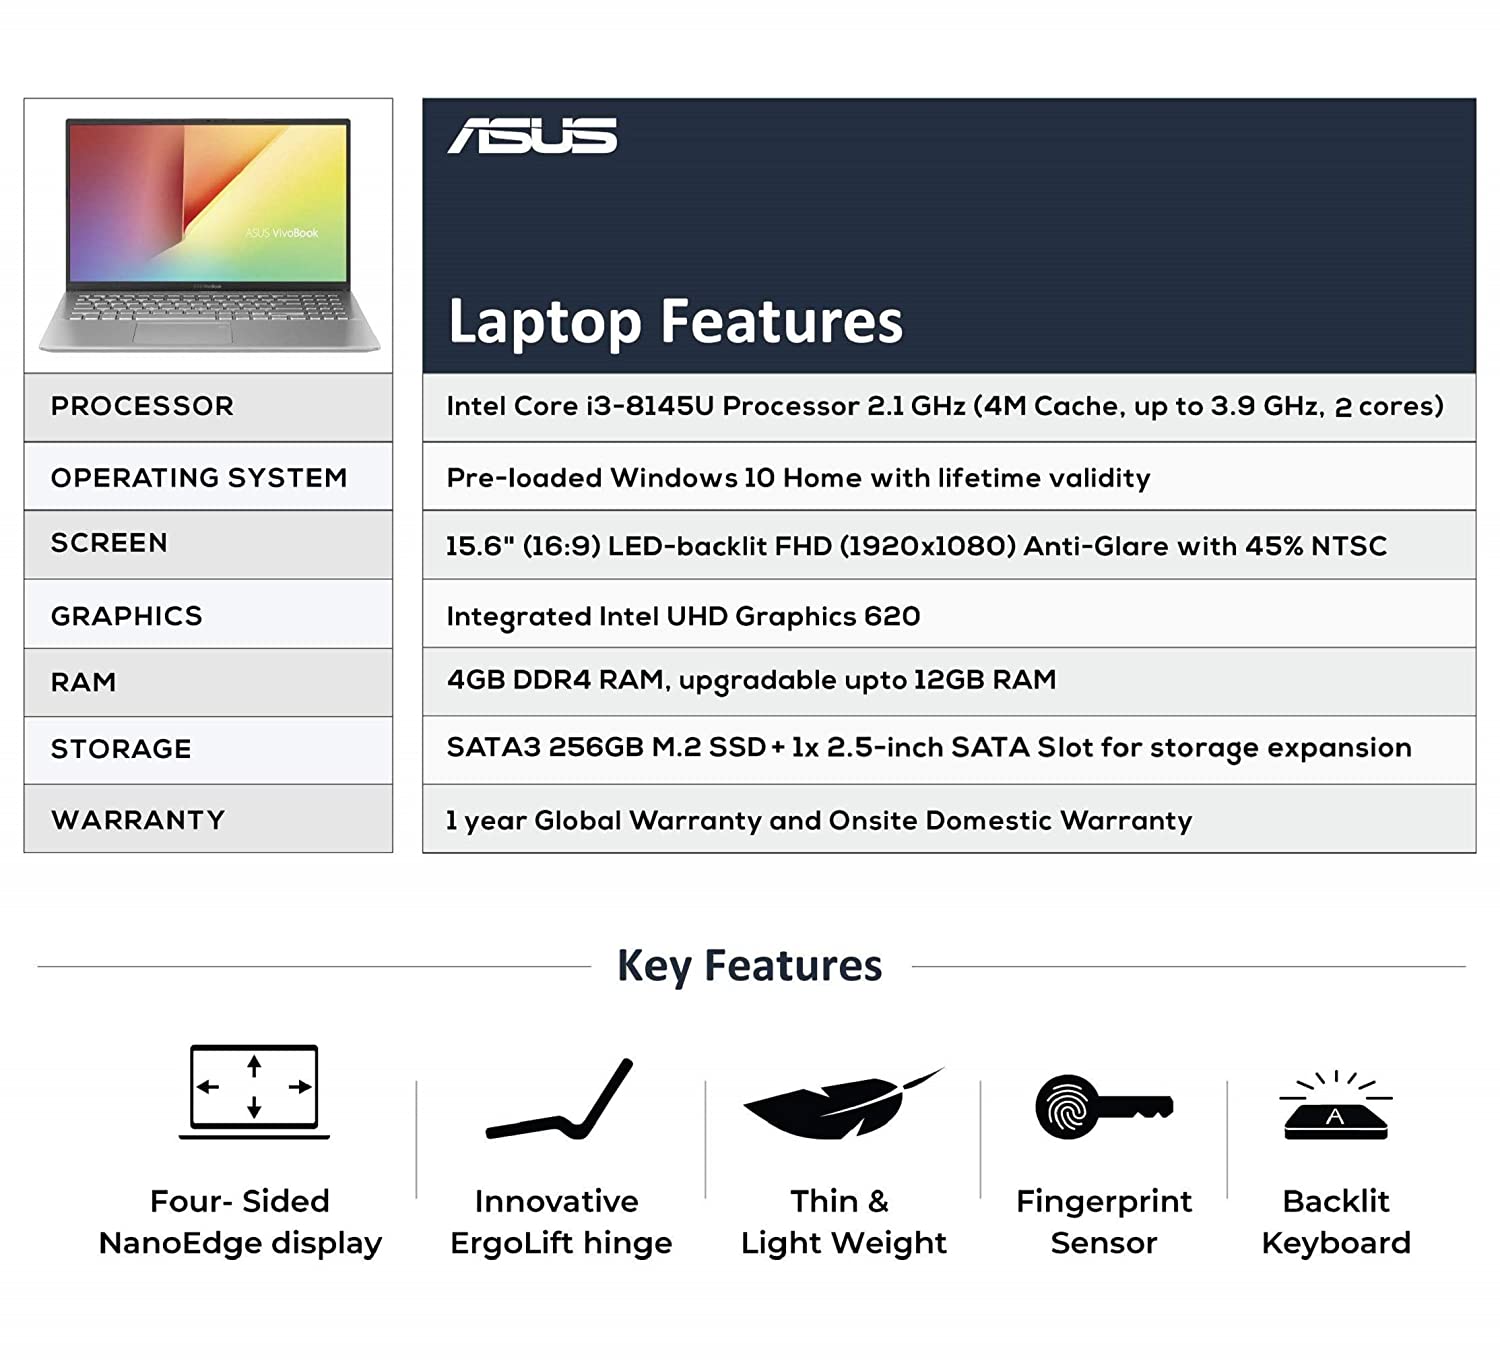 ASUS
ASUS VivoBook
Laptop Features
PROCESSOR
Intel Core i3-8145U Processor 2.1 GHz (4M Cache, up to 3.9 GHz, 2 cores)
OPERATING SYSTEM
Pre-loaded Windows 10 Home with lifetime validity
SCREEN
15.6" (16:9) LED-backlit FHD (1920x1080) Anti-Glare with 45% NTSC
GRAPHICS
Integrated Intel UHD Graphics 620
RAM
4GB DDR4 RAM, upgradable upto 12GB RAM
STORAGE
SATA3 256GB M.2 SSD + 1x 2.5-inch SATA Slot for storage expansion
WARRANTY
1 year Global Warranty and Onsite Domestic Warranty
Key Features
A
Four- Sided
NanoEdge display
Innovative
ErgoLift hinge
Thin &
Light Weight
Fingerprint
Sensor
Backlit
Keyboard